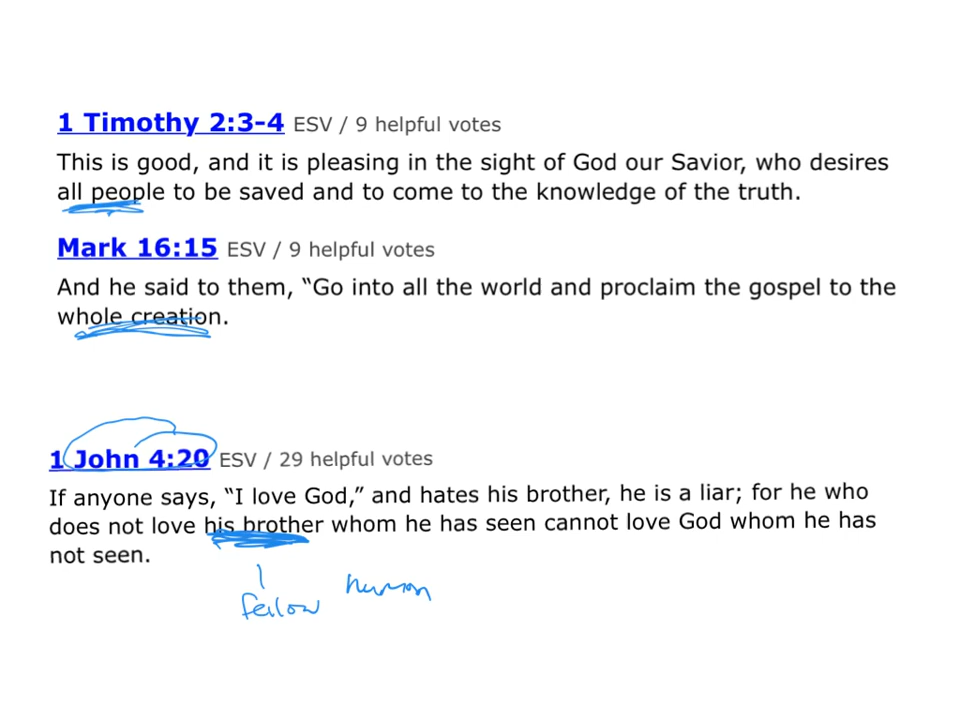 1 Timothy 2:3-4 ESV / 9 helpful votes
This is good, and it is pleasing in the sight of God our Savior, who desires
all people to be saved and to come to the knowledge of the truth.
Mark 16:15 ESV / 9 helpful votes
And he said to them, “Go into all the world and proclaim the gospel to the
whole creation.
1 John 4:20 ESV / 29 helpful votes
If anyone says, “I love God,” and hates his brother, he is a liar; for he who
does not love his brother whom he has seen cannot love God whom he has
not seen.
fellow human